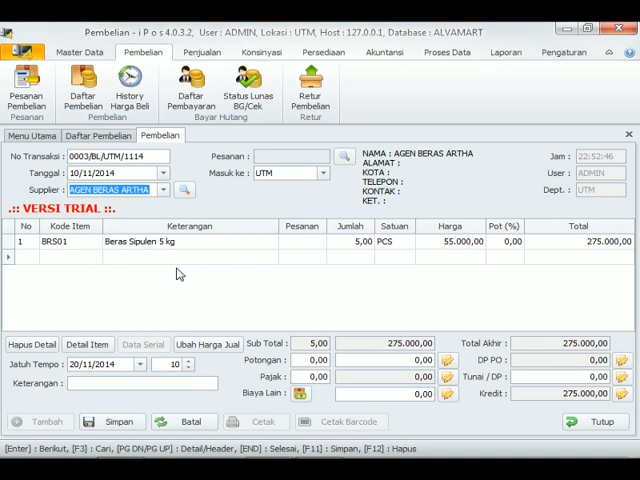 Pembelian - i P o s 4.0.3.2, User : ADMIN, Lokasi : UTM, Host : 127.0.0.1, Database : ALVAMART
Master Data Pembelian Penjualan Konsinyasi Persediaan Akuntansi Proses Data Laporan Pengaturan
Pesanan Pembelian
Daftar Pembelian
History Harga Beli
Daftar Pembayaran
Status Lunas BG/Cek
Retur Pembelian
Pesanan Pembelian Bayar Hutang Retur
Menu Utama Daftar Pembelian Pembelian
No Transaksi : 0003/BL/UTM/1114 Pesanan : NAMA : AGEN BERAS ARTHA Jam : 22:52:46
ALAMAT :
Tanggal : 10/11/2014 Masuk ke : UTM KOTA : User : ADMIN
TELEPON :
Supplier : AGEN BERAS ARTHA KONTAK : Dept. : UTM
KET. :
.:: VERSI TRIAL ::.
No Kode Item Keterangan Pesanan Jumlah Satuan Harga Pot (%) Total
1 BRS01 Beras Sipulen 5 kg 5,00 PCS 55.000,00 0,00 275.000,00
Hapus Detail Detail Item Data Serial Ubah Harga Jual Sub Total : 5,00 275.000,00 Total Akhir : 275.000,00
Jatuh Tempo : 20/11/2014 10 Potongan : 0,00 0,00 DP PO : 0,00
Keterangan : Pajak : 0,00 0,00 Tunai / DP : 0,00
Biaya Lain : 0,00 Kredit : 275.000,00
Tambah Simpan Batal Cetak Cetak Barcode Tutup
[Enter] : Berikut, [F3] : Cari, [PG DN/PG UP] : Detail/Header, [END] : Selesai, [F11] : Simpan, [F12] : Hapus